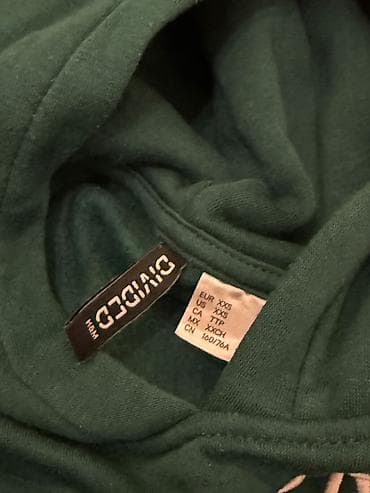 DIVIDED
H&M
EUR XXS
US XXS
CA TTP
MX XXCH
CN 160/76A